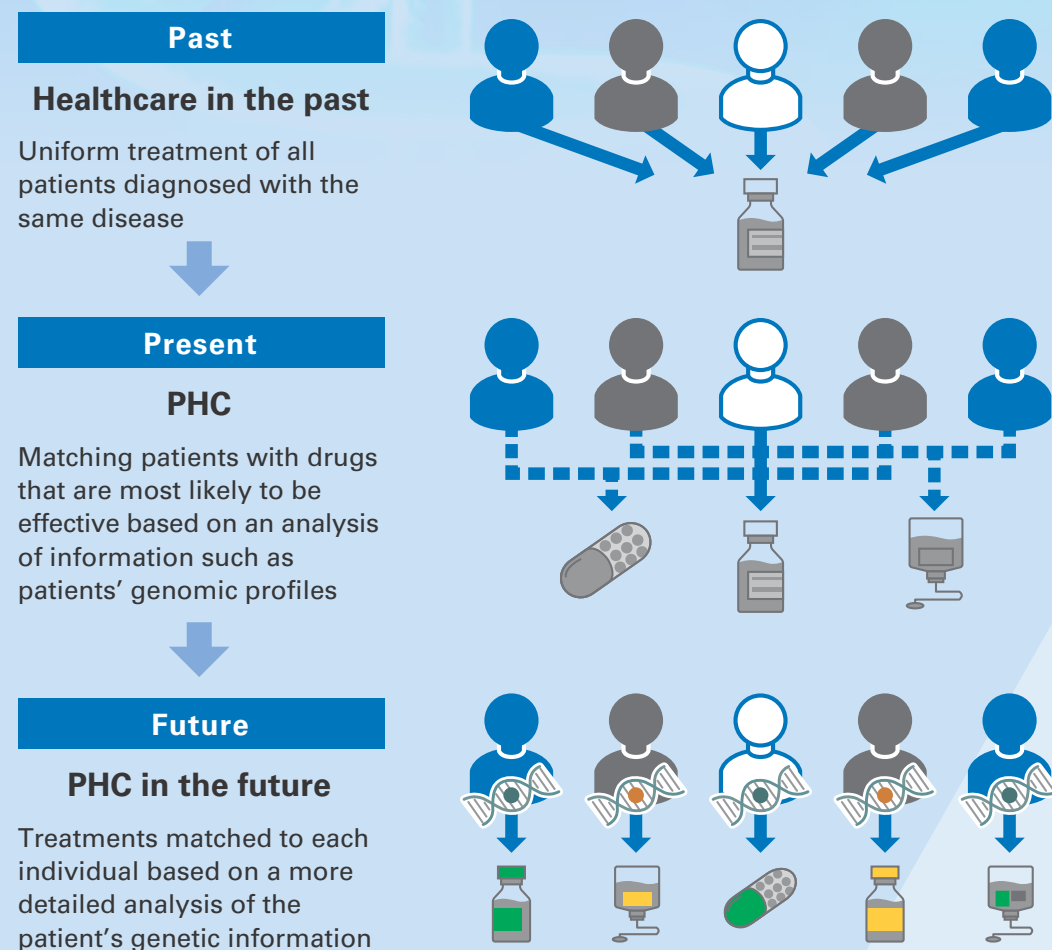 Past
Healthcare in the past
Uniform treatment of all
patients diagnosed with the
same disease
Present
PHC
Matching patients with drugs
that are most likely to be
effective based on an analysis
of information such as
patients’ genomic profiles
Future
PHC in the future
Treatments matched to each
individual based on a more
detailed analysis of the
patient’s genetic information